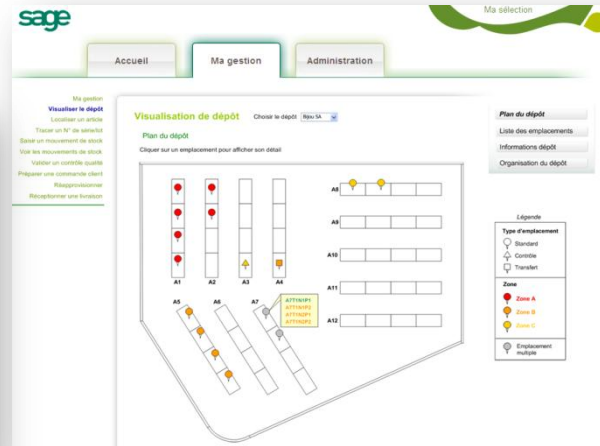 sage
Ma sélection
Accueil
Ma gestion
Administration
Ma gestion
Visualiser le dépôt
Localiser un article
Tracer un N° de série/lot
Saisir un mouvement de stock
Voir les mouvements de stock
Valider un contrôle qualité
Préparer une commande client
Réapprovisionner
Réceptionner une livraison
Visualisation de dépôt
Choisir le dépôt Bijou SA
Plan du dépôt
Cliquer sur un emplacement pour afficher son détail
A1
A2
A3
A4
A5
A6
A7
A7T1N1P1
A7T1N1P2
A7T1N2P1
A7T1N2P2
A8
A9
A10
A11
A12
Plan du dépôt
Liste des emplacements
Informations dépôt
Organisation du dépôt
Légende
Type d'emplacement
Standard
Contrôle
Transfert
Zone
Zone A
Zone B
Zone C
Emplacement
multiple